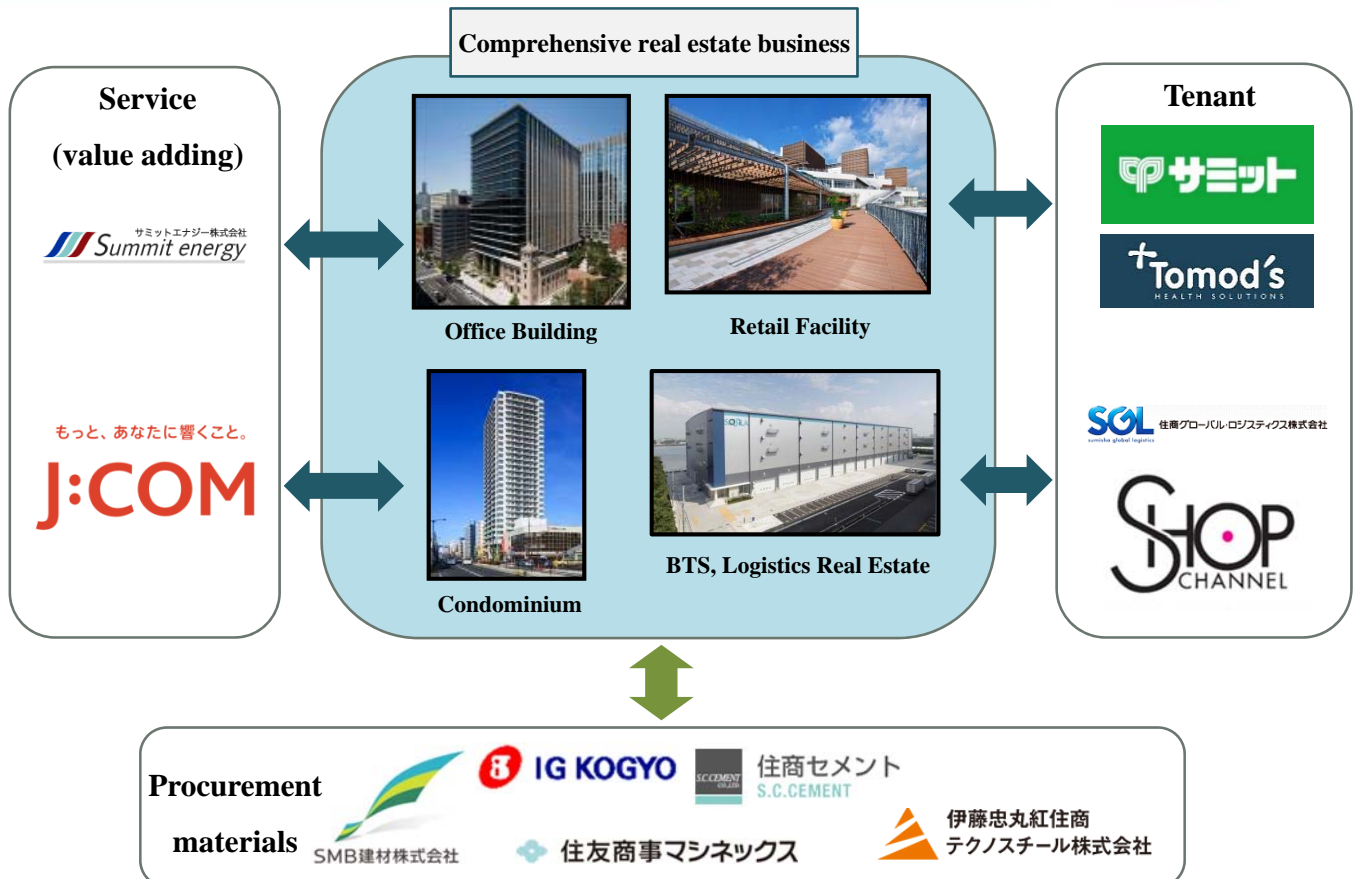 Comprehensive real estate business
Service
(value adding)
サミットエナジー株式会社
Summit energy
もっと、あなたに響くこと。
J:COM
Office Building
Retail Facility
Condominium
SOSiLA
BTS, Logistics Real Estate
Tenant
サミット
Tomod's
HEALTH SOLUTIONS
SGL 住商グローバル・ロジスティクス株式会社
sumisho global logistics
SHOP
CHANNEL
Procurement
materials
SMB建材株式会社
IG KOGYO
S.C.CEMENT
CO.,LTD.
住商セメント
S.C.CEMENT
住友商事マシネックス
伊藤忠丸紅住商
テクノスチール株式会社